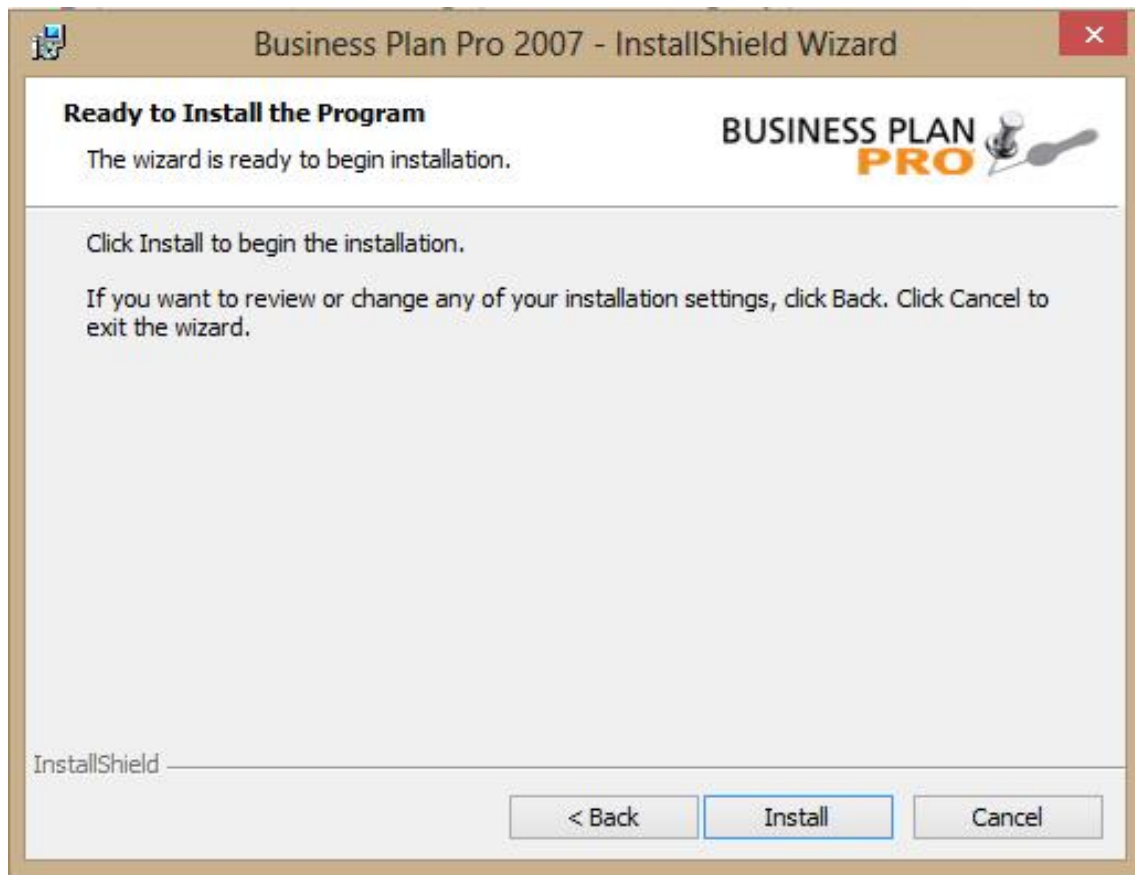 Business Plan Pro 2007 - InstallShield Wizard
Ready to Install the Program
The wizard is ready to begin installation.
BUSINESS PLAN
PRO
Click Install to begin the installation.
If you want to review or change any of your installation settings, click Back. Click Cancel to
exit the wizard.
InstallShield
< Back
Install
Cancel